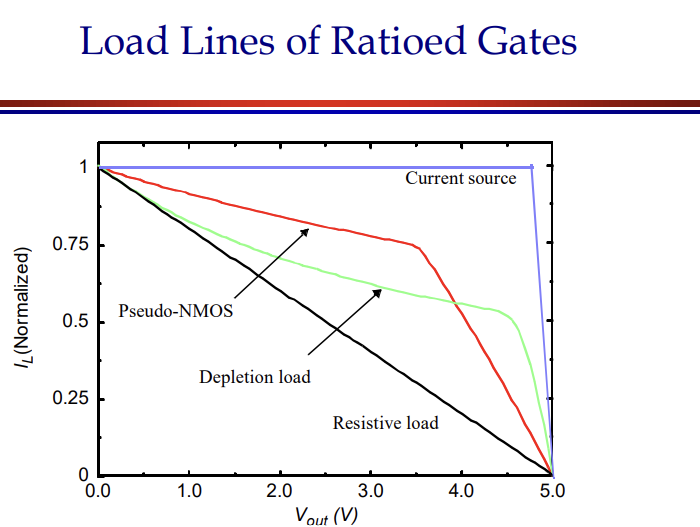 Load Lines of Ratioed Gates
1
Current source
0.75
I_L(Normalized)
Pseudo-NMOS
0.5
Depletion load
0.25
Resistive load
0
0.0 1.0 2.0 3.0 4.0 5.0
V_out (V)